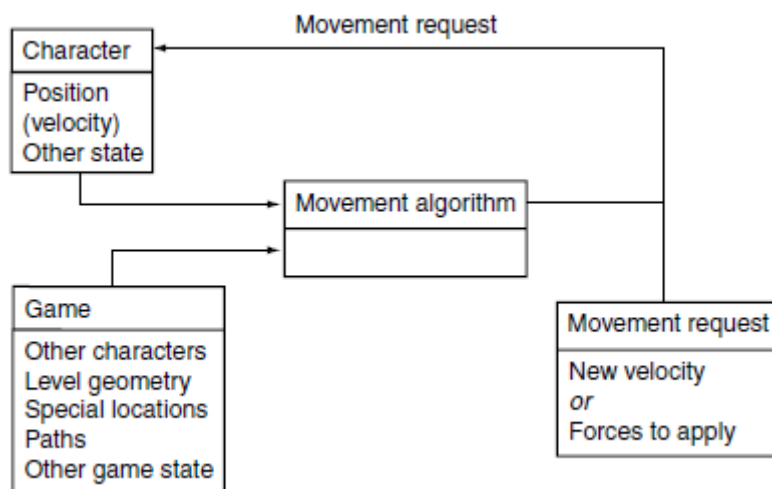 Movement request
Character
Position
(velocity)
Other state
Movement algorithm
Game
Other characters
Level geometry
Special locations
Paths
Other game state
Movement request
New velocity
or
Forces to apply